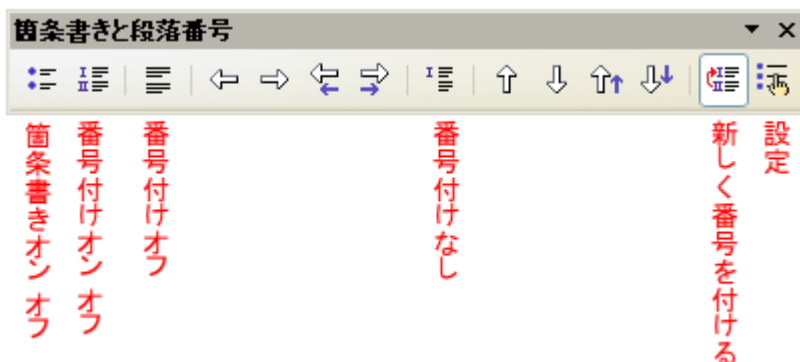 箇条書きと段落番号
箇条書きオン オフ
番号付けオン オフ
番号付けオフ
番号付けなし
新しく番号を付ける
設定